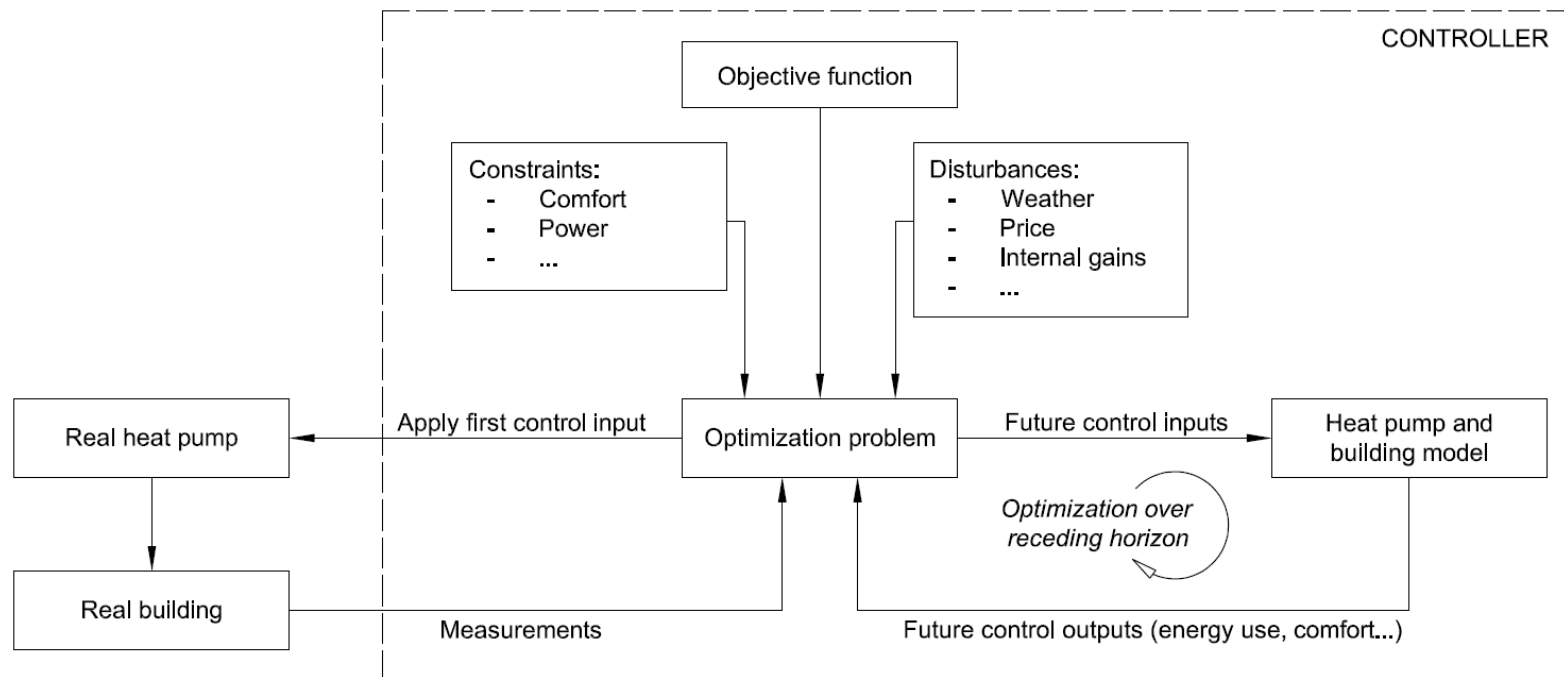 CONTROLLER
Objective function
Constraints:
- Comfort
- Power
- ...
Disturbances:
- Weather
- Price
- Internal gains
- ...
Real heat pump
Apply first control input
Optimization problem
Future control inputs
Heat pump and
building model
Optimization over
receding horizon
Real building
Measurements
Future control outputs (energy use, comfort...)